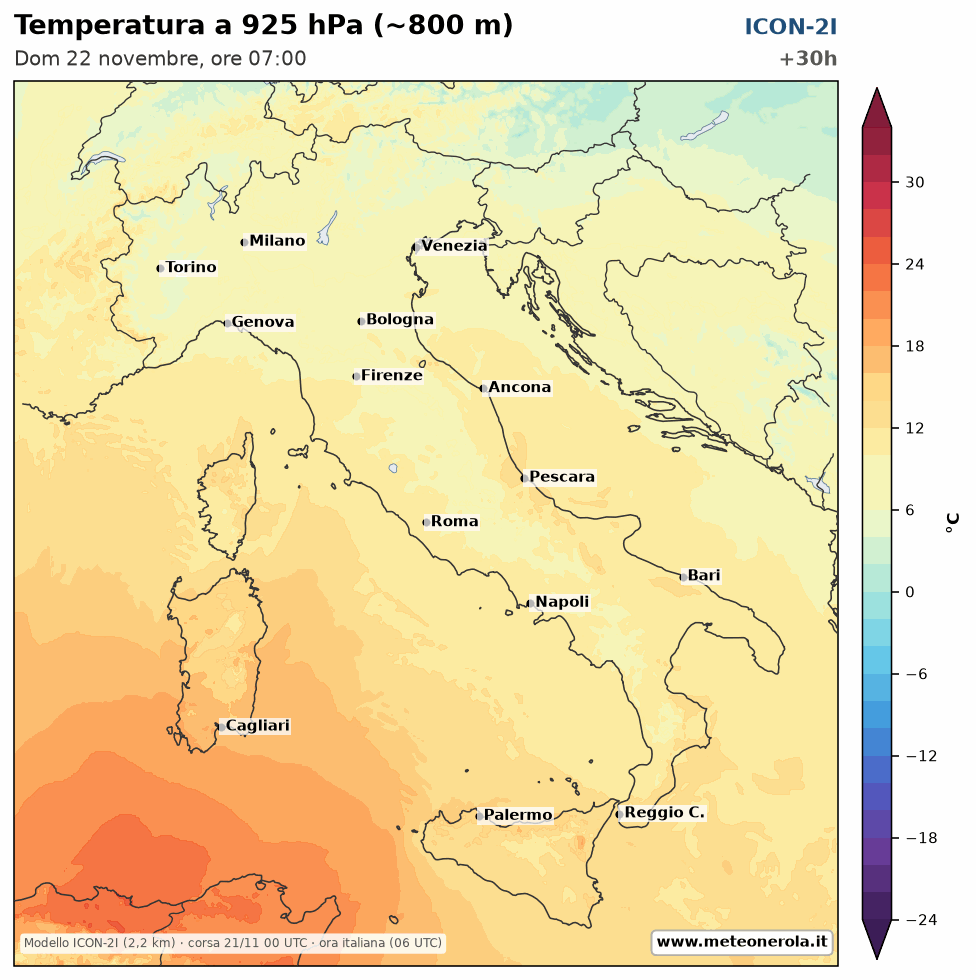 Temperatura a 925 hPa (~800 m)
ICON-2I
Dom 22 novembre, ore 07:00
+30h
Milano
Venezia
Torino
Genova
Bologna
Firenze
Ancona
Pescara
Roma
Bari
Napoli
Cagliari
Palermo
Reggio C.
30
24
18
12
6
0
−6
−12
−18
−24
°C
Modello ICON-2I (2,2 km) · corsa 21/11 00 UTC · ora italiana (06 UTC)
www.meteonerola.it